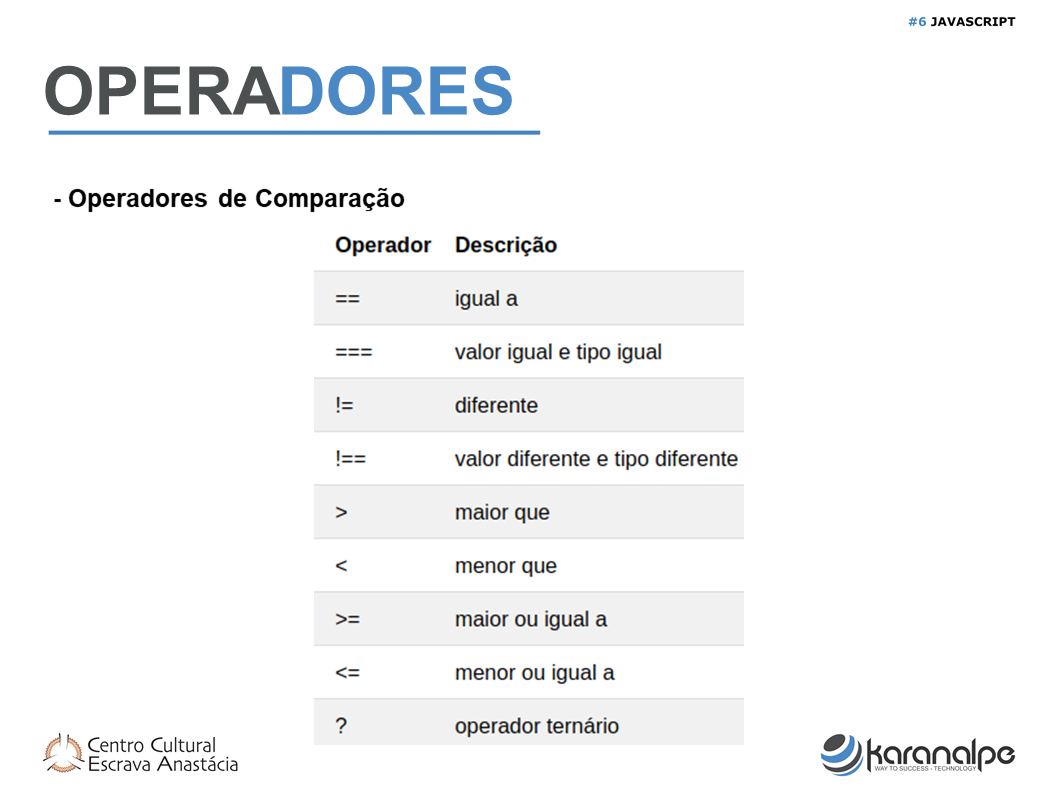 #6 JAVASCRIPT
OPERADORES
- Operadores de Comparação
Operador Descrição
== igual a
=== valor igual e tipo igual
!= diferente
!== valor diferente e tipo diferente
> maior que
< menor que
>= maior ou igual a
<= menor ou igual a
? operador ternário
Centro Cultural
Escrava Anastácia
karanalpe
WAY TO SUCCESS - TECHNOLOGY